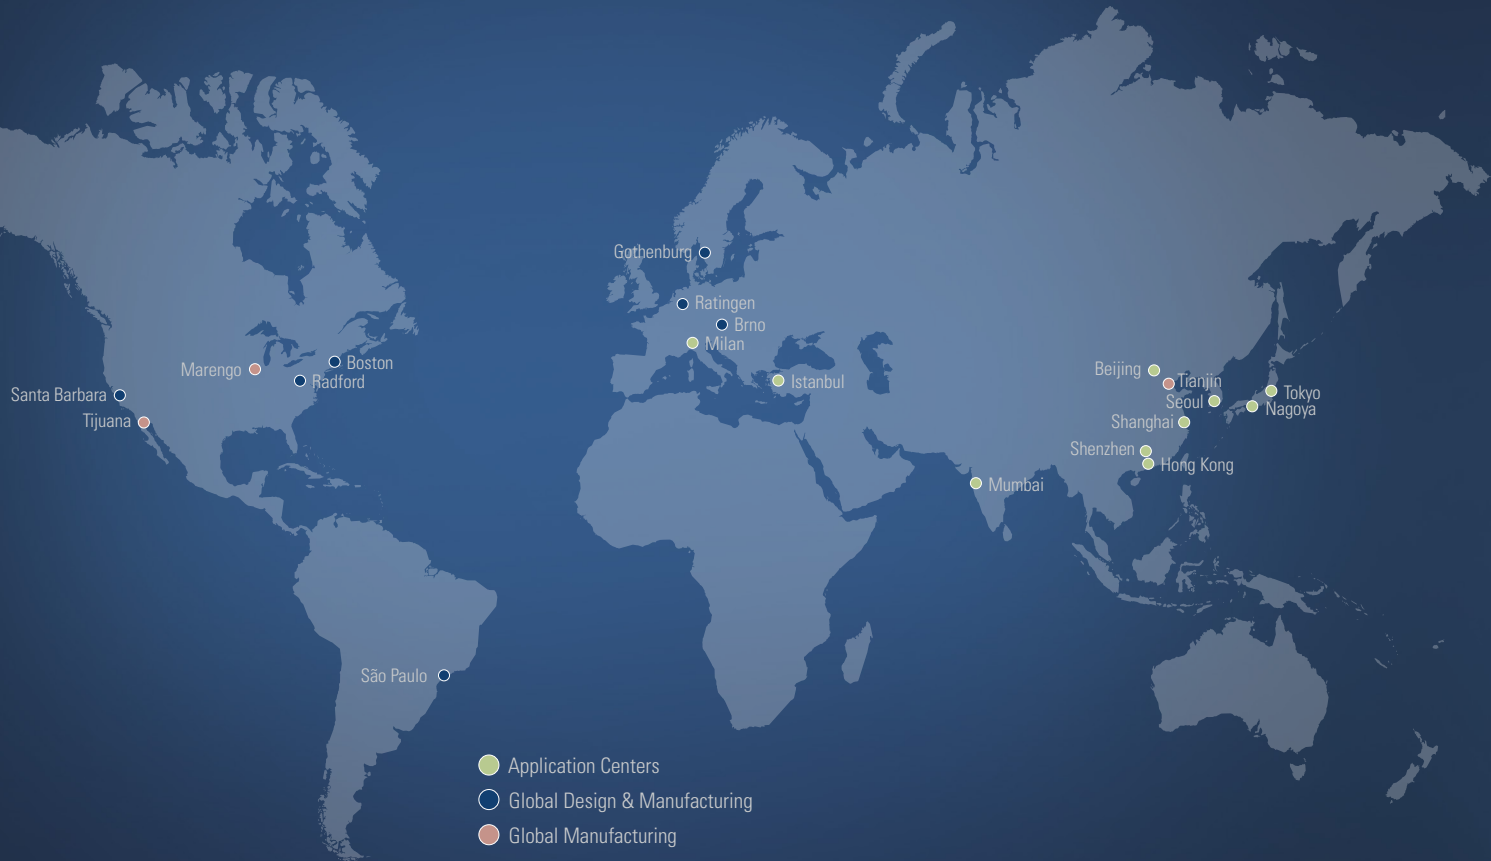 Gothenburg
Ratingen
Brno
Milan
Istanbul
Marengo
Boston
Radford
Santa Barbara
Tijuana
Beijing
Tianjin
Seoul
Tokyo
Nagoya
Shanghai
Shenzhen
Hong Kong
Mumbai
São Paulo
Application Centers
Global Design & Manufacturing
Global Manufacturing